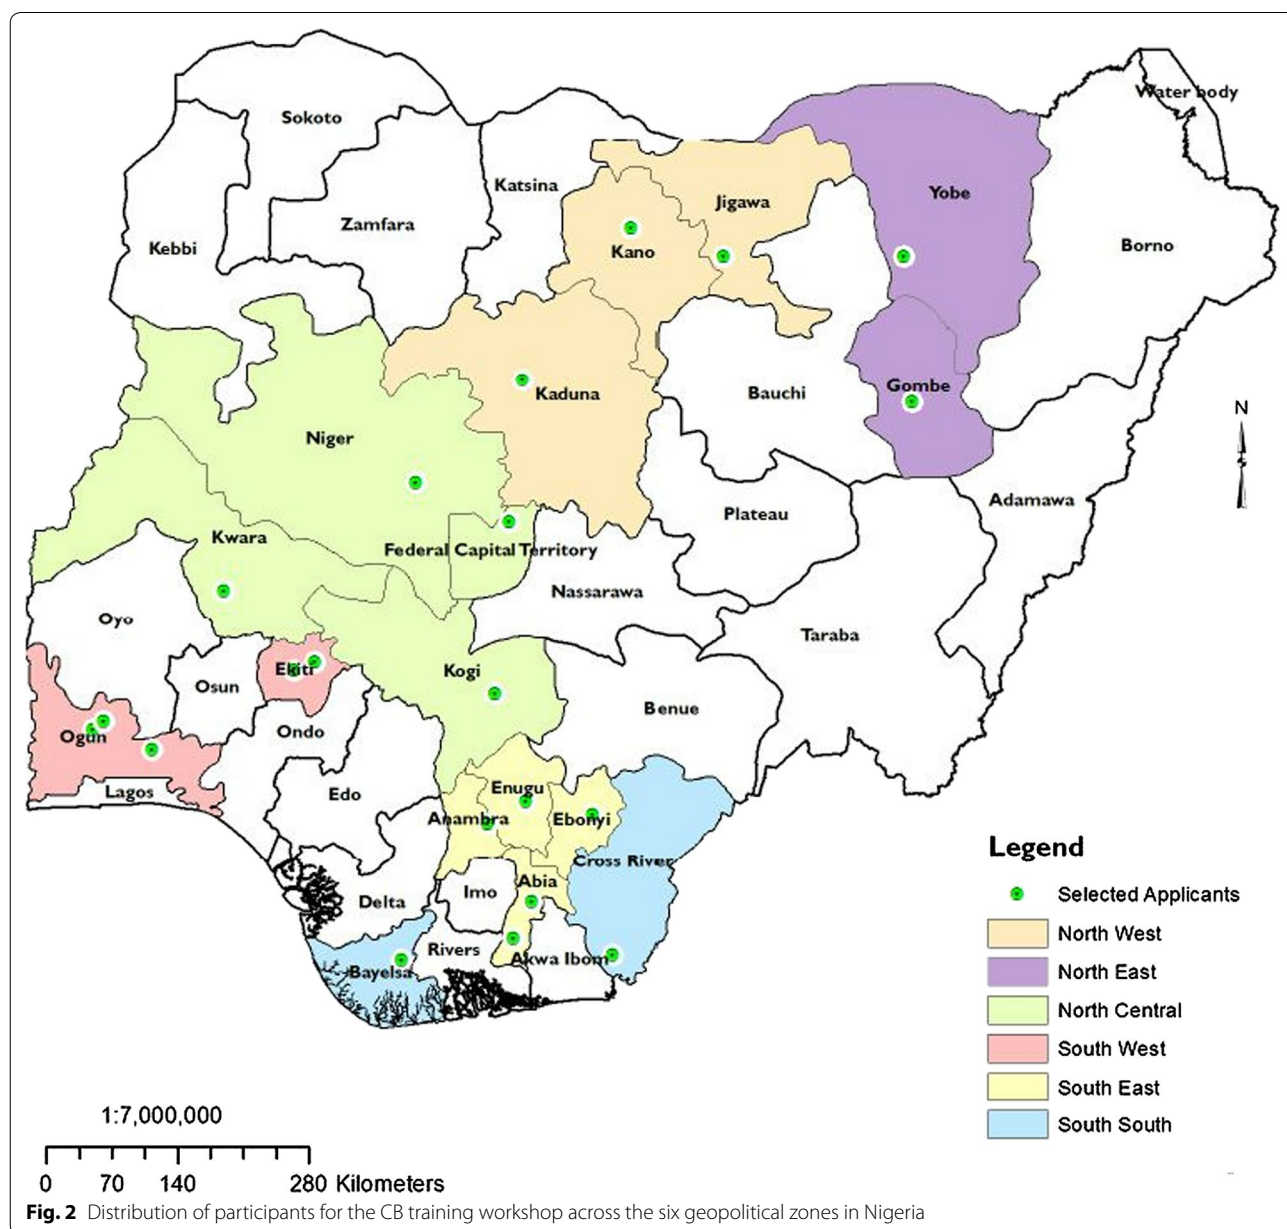 Water body
Sokoto
Katsina
Yobe
Jigawa
Zamfara
Kebbi
Kano
Borno
Gombe
Kaduna
Bauchi
N
Niger
Adamawa
Plateau
Kwara
Federal Capital Territory
Nassarawa
Oyo
Taraba
Ekiti
Kogi
Osun
Benue
Ondo
Ogun
Enugu
Lagos
Edo
Anambra
Ebonyi
Cross River
Abia
Imo
Delta
Rivers
Akwa Ibom
Bayelsa
Legend
Selected Applicants
North West
North East
North Central
South West
South East
South South
1:7,000,000
0 70 140 280 Kilometers
Fig. 2 Distribution of participants for the CB training workshop across the six geopolitical zones in Nigeria